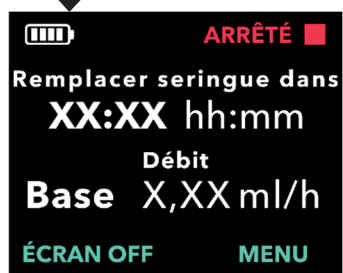 ARRÊTÉ
Remplacer seringue dans
XX:XX hh:mm
Débit
Base X,XX ml/h
ÉCRAN OFF MENU